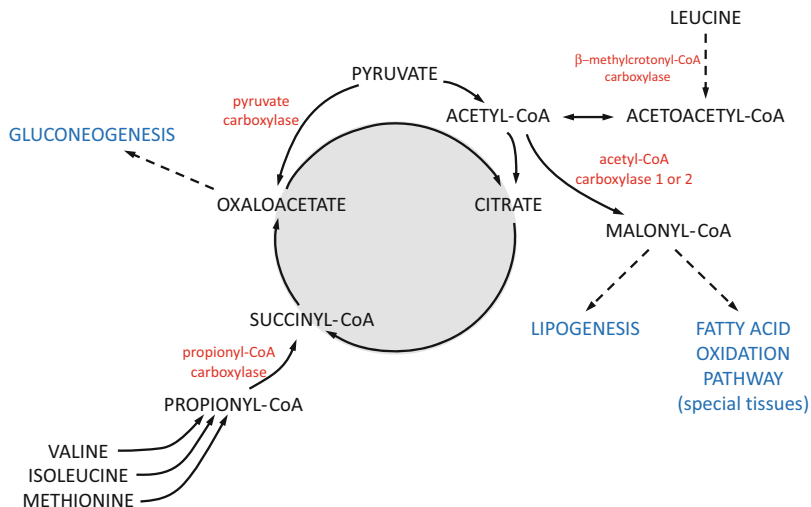 LEUCINE
β–methylcrotonyl-CoA
carboxylase
PYRUVATE
pyruvate
carboxylase
ACETYL-CoA
ACETOACETYL-CoA
GLUCONEOGENESIS
acetyl-CoA
carboxylase 1 or 2
OXALOACETATE
CITRATE
MALONYL-CoA
SUCCINYL-CoA
LIPOGENESIS
FATTY ACID
OXIDATION
PATHWAY
(special tissues)
propionyl-CoA
carboxylase
PROPIONYL-CoA
VALINE
ISOLEUCINE
METHIONINE